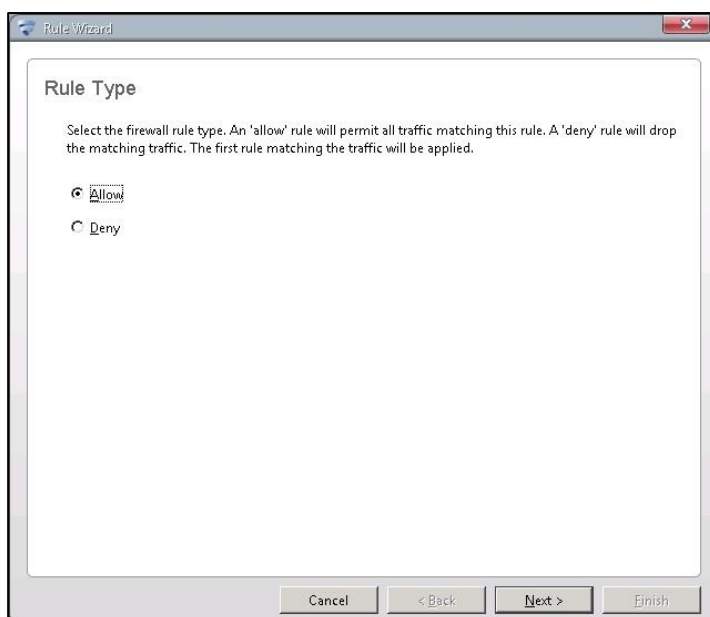 Rule Wizard
Rule Type
Select the firewall rule type. An 'allow' rule will permit all traffic matching this rule. A 'deny' rule will drop
the matching traffic. The first rule matching the traffic will be applied.
Allow
Deny
Cancel
< Back
Next >
Finish